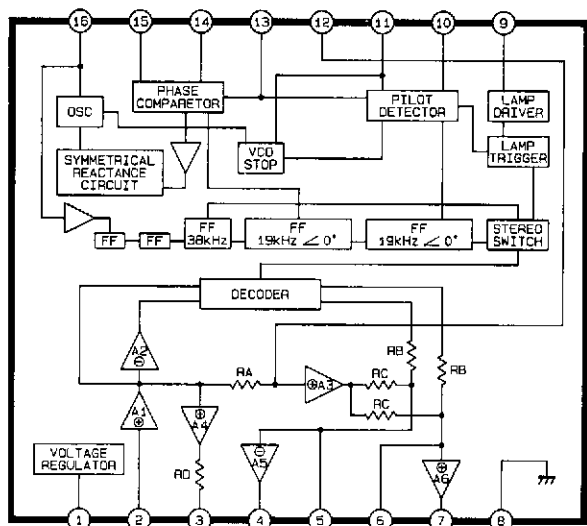 16 15 14 13 12 11 10 9
PHASE
COMPARETOR
OSC
PILOT
DETECTOR
LAMP
DRIVER
VCO
STOP
LAMP
TRIGGER
SYMMETRICAL
REACTANCE
CIRCUIT
FF
FF
FF
38kHz
FF
19kHz ∠ 0°
FF
19kHz ∠ 0°
STEREO
SWITCH
DECODER
A2
⊖
RA
RB
RB
A1
⊕
⊕
A4
⊕A3
RC
RC
VOLTAGE
REGULATOR
RD
⊖
A5
⊕
A6
1 2 3 4 5 6 7 8